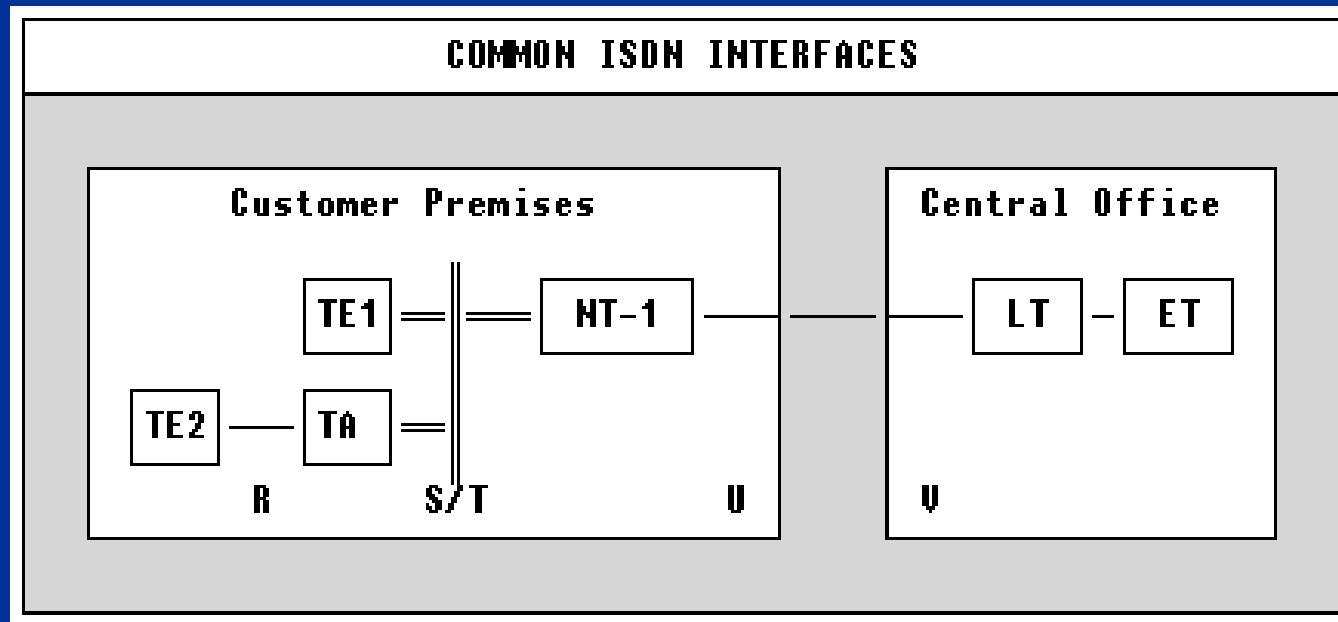 COMMON ISDN INTERFACES
Customer Premises
Central Office
TE1
NT-1
LT
ET
TE2
TA
R
S/T
U
V